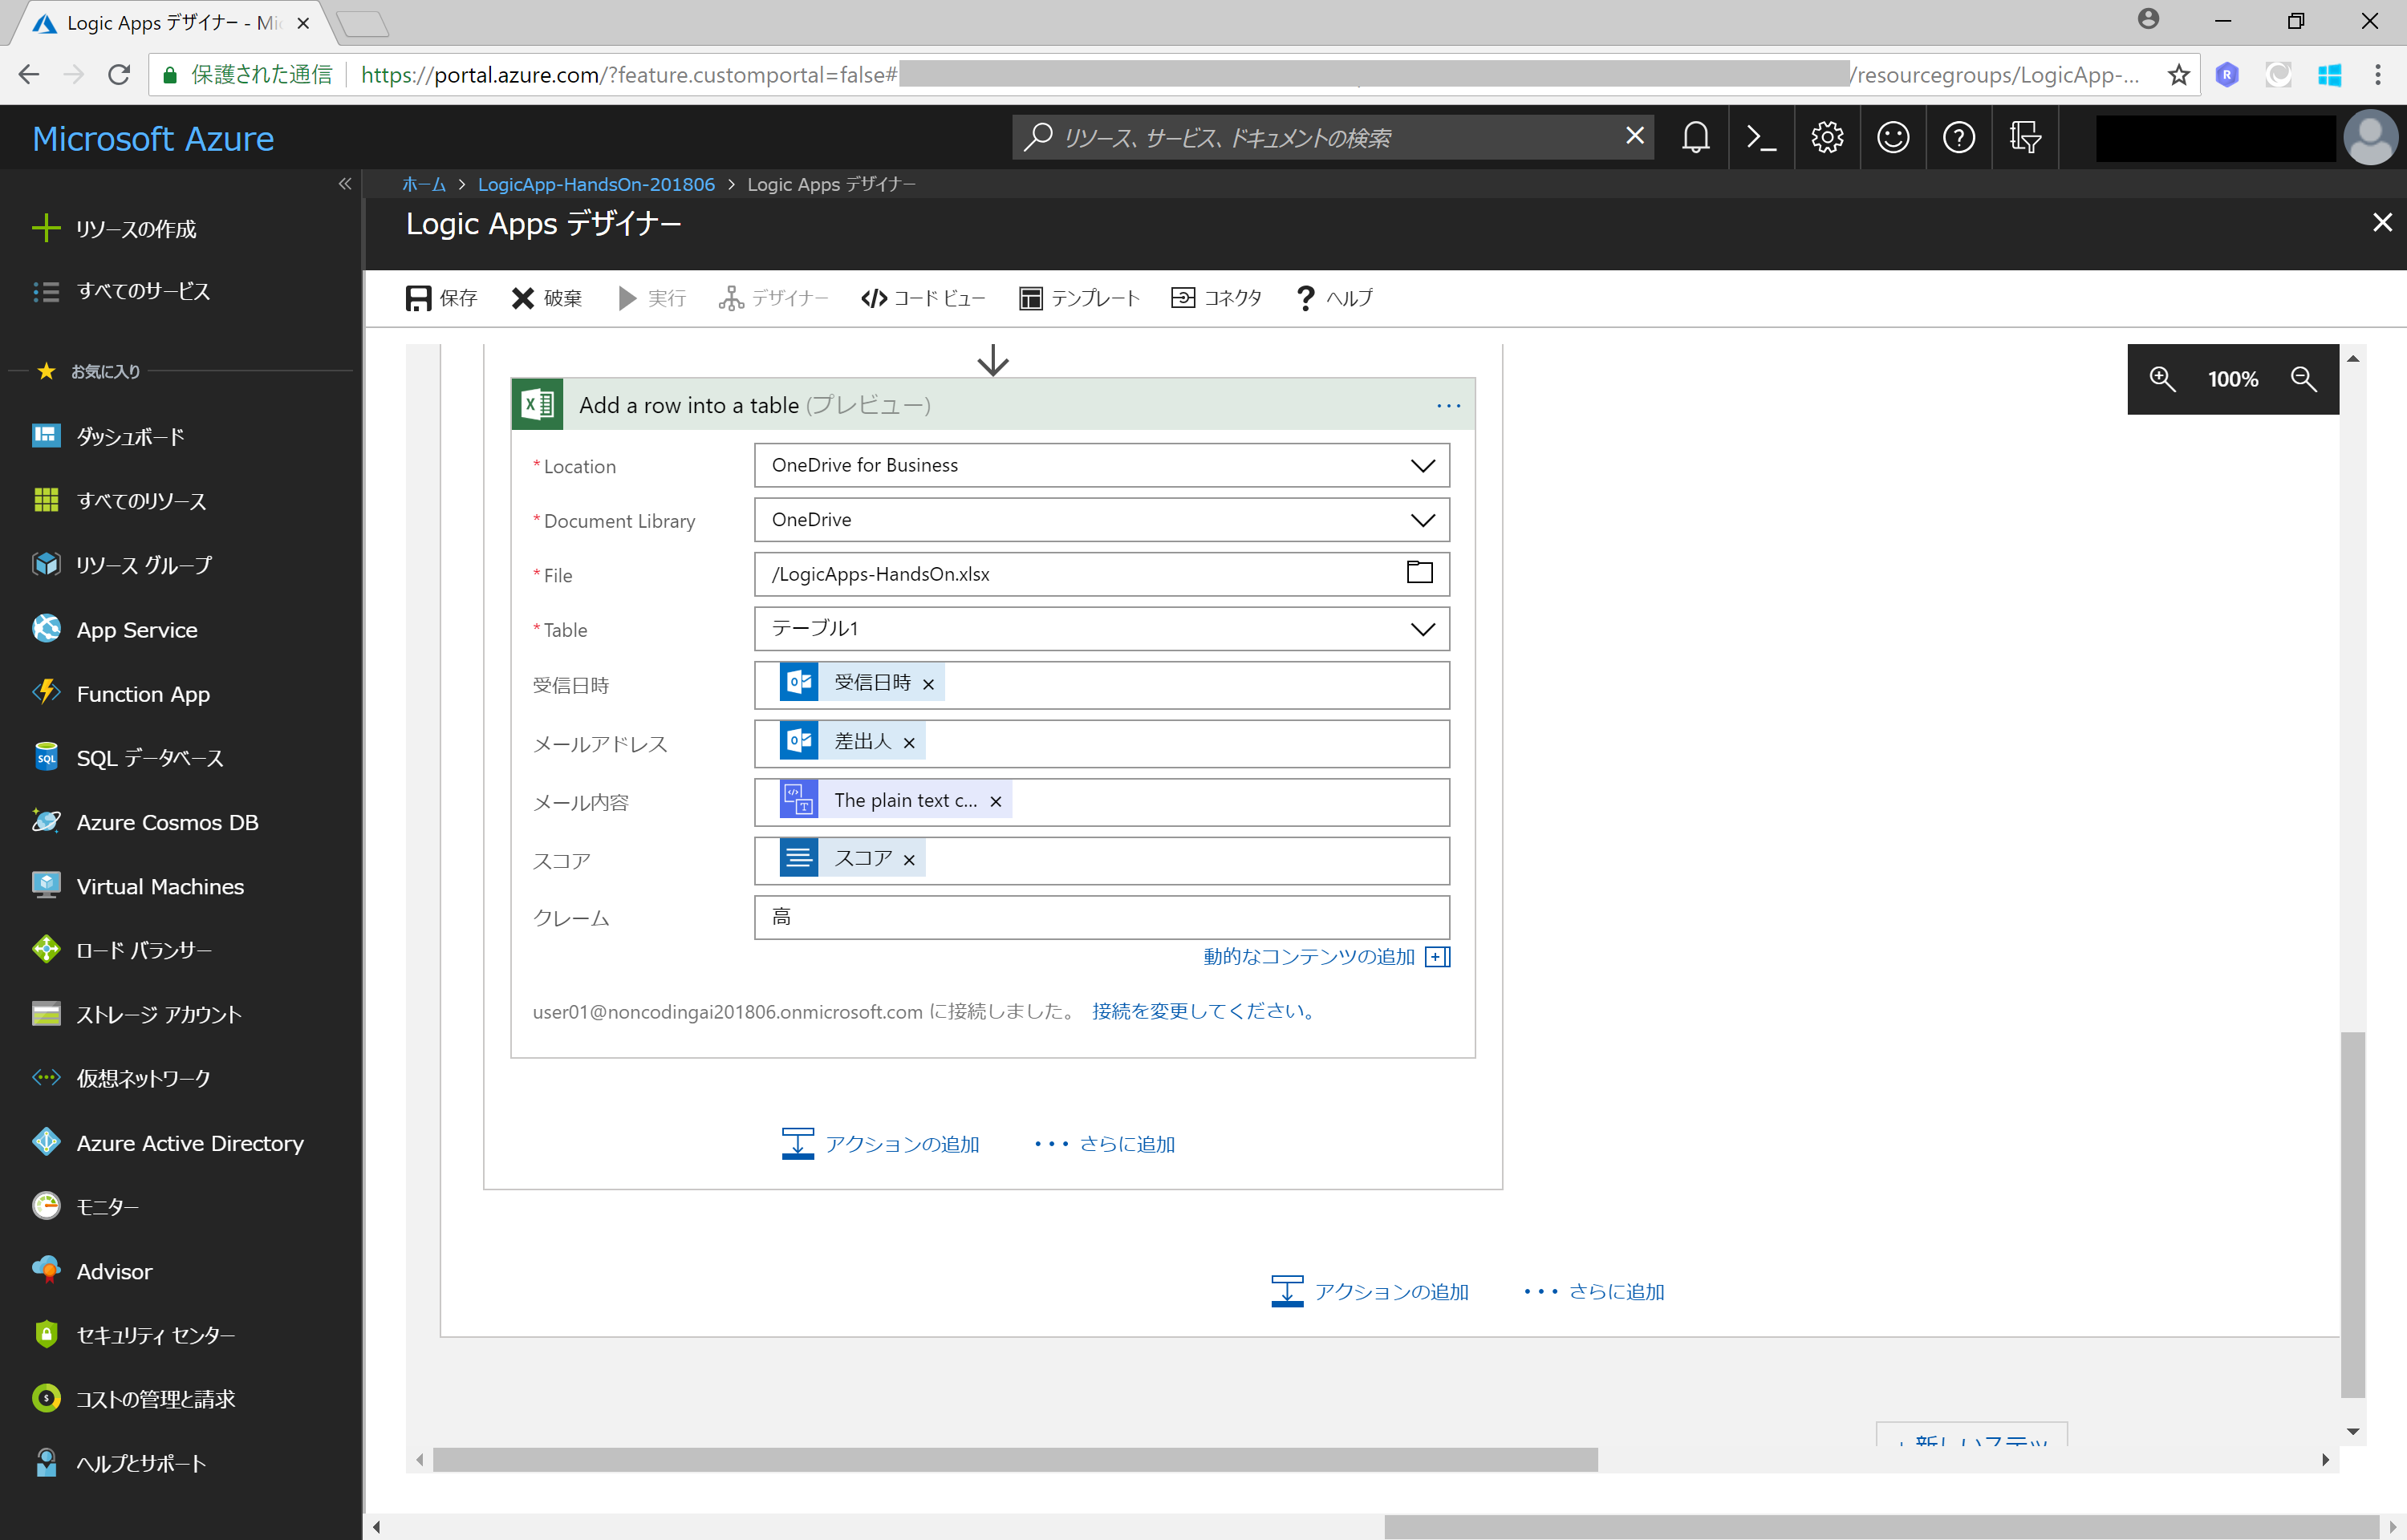 Logic Apps デザイナー - Mic
保護された通信
https://portal.azure.com/?feature.customportal=false#
/resourcegroups/LogicApp-...
Microsoft Azure
リソース、サービス、ドキュメントの検索
ホーム > LogicApp-HandsOn-201806 > Logic Apps デザイナー
Logic Apps デザイナー
リソースの作成
すべてのサービス
お気に入り
ダッシュボード
すべてのリソース
リソース グループ
App Service
Function App
SQL データベース
Azure Cosmos DB
Virtual Machines
ロード バランサー
ストレージ アカウント
仮想ネットワーク
Azure Active Directory
モニター
Advisor
セキュリティ センター
コストの管理と請求
ヘルプとサポート
保存
破棄
実行
デザイナー
コード ビュー
テンプレート
コネクタ
ヘルプ
100%
Add a row into a table (プレビュー)
* Location
OneDrive for Business
* Document Library
OneDrive
* File
/LogicApps-HandsOn.xlsx
* Table
テーブル1
受信日時
受信日時 ×
メールアドレス
差出人 ×
メール内容
The plain text c... ×
スコア
スコア ×
クレーム
高
動的なコンテンツの追加
user01@noncodingai201806.onmicrosoft.com に接続しました。 接続を変更してください。
アクションの追加
... さらに追加
アクションの追加
... さらに追加
+ 新しいステッ